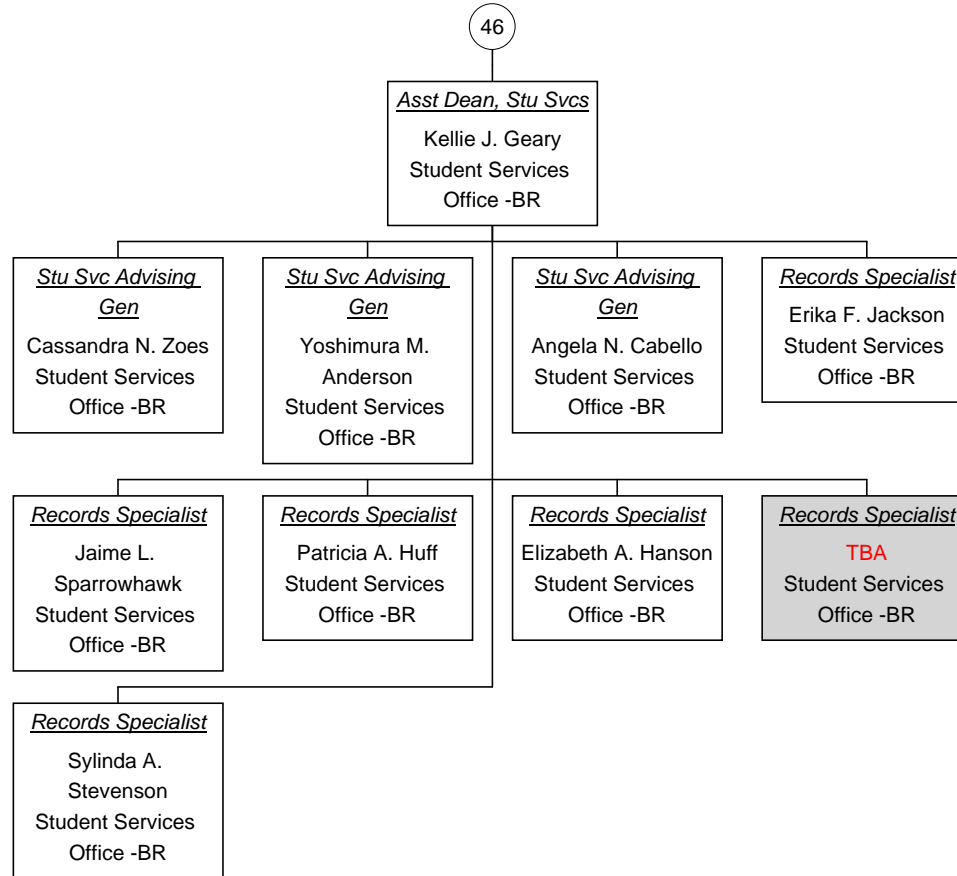 46
Asst Dean, Stu Svcs
Kellie J. Geary
Student Services
Office -BR
Stu Svc Advising
Gen
Cassandra N. Zoes
Student Services
Office -BR
Stu Svc Advising
Gen
Yoshimura M.
Anderson
Student Services
Office -BR
Stu Svc Advising
Gen
Angela N. Cabello
Student Services
Office -BR
Records Specialist
Erika F. Jackson
Student Services
Office -BR
Records Specialist
Jaime L.
Sparrowhawk
Student Services
Office -BR
Records Specialist
Patricia A. Huff
Student Services
Office -BR
Records Specialist
Elizabeth A. Hanson
Student Services
Office -BR
Records Specialist
TBA
Student Services
Office -BR
Records Specialist
Sylinda A.
Stevenson
Student Services
Office -BR